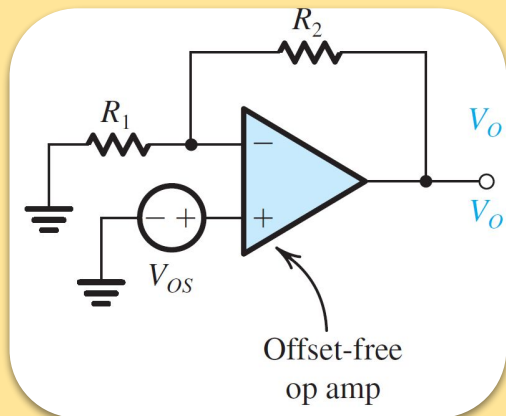 R2
R1
VO
−
− +
+
VO
VOS
Offset-free
op amp